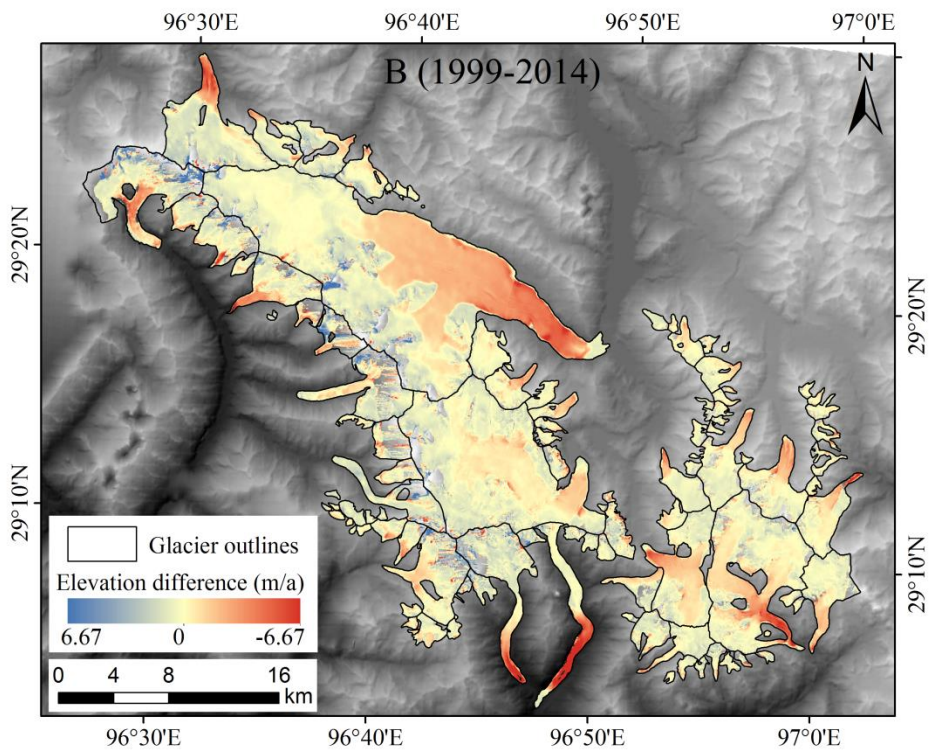 96°30'E 96°40'E 96°50'E 97°0'E
B (1999-2014)
N
29°20'N
29°20'N
29°10'N
29°10'N
Glacier outlines
Elevation difference (m/a)
6.67 0 -6.67
0 4 8 16
km
96°30'E 96°40'E 96°50'E 97°0'E